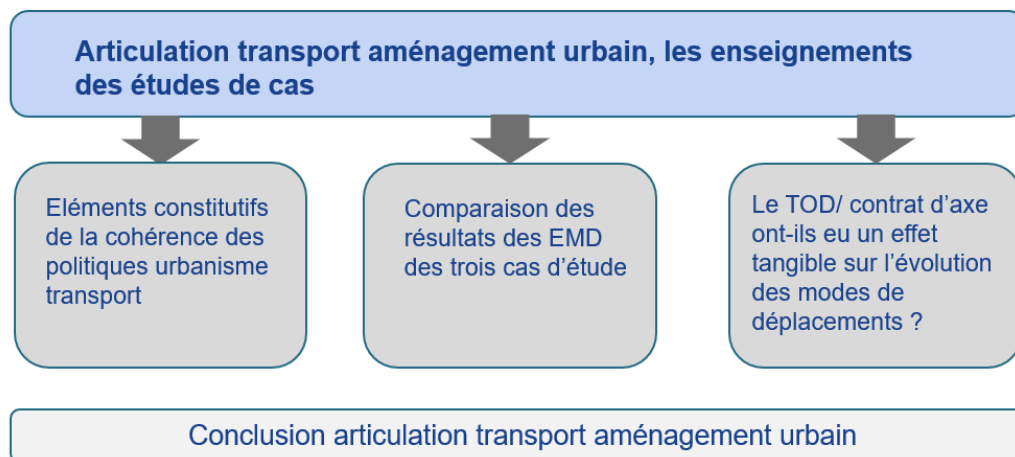 Articulation transport aménagement urbain, les enseignements
des études de cas
Eléments constitutifs
de la cohérence des
politiques urbanisme
transport
Comparaison des
résultats des EMD
des trois cas d'étude
Le TOD/ contrat d'axe
ont-ils eu un effet
tangible sur l'évolution
des modes de
déplacements ?
Conclusion articulation transport aménagement urbain